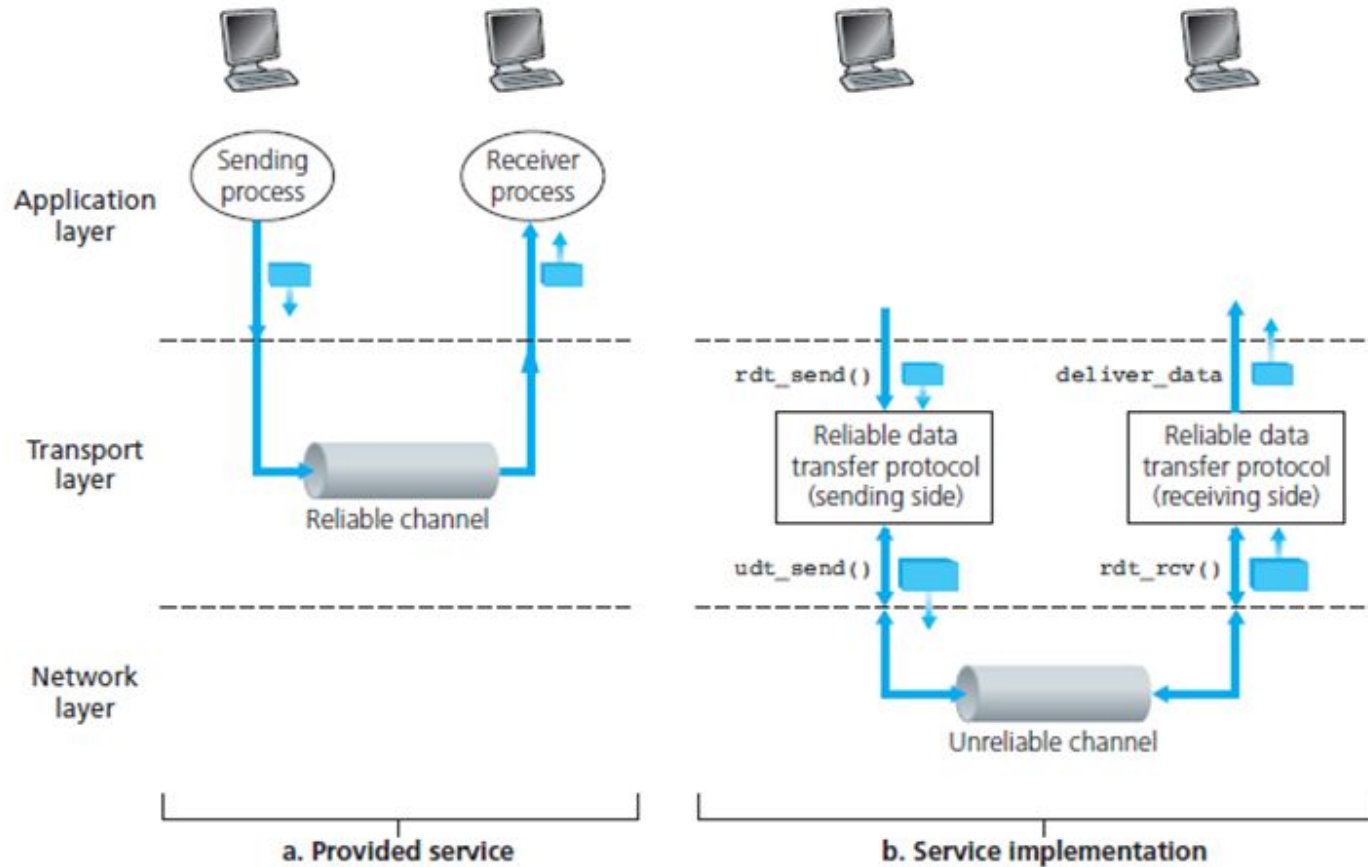 Sending
process
Receiver
process
Application
layer
rdt_send()
deliver_data
Transport
layer
Reliable channel
Reliable data
transfer protocol
(sending side)
Reliable data
transfer protocol
(receiving side)
udt_send()
rdt_rcv()
Network
layer
Unreliable channel
a. Provided service
b. Service implementation